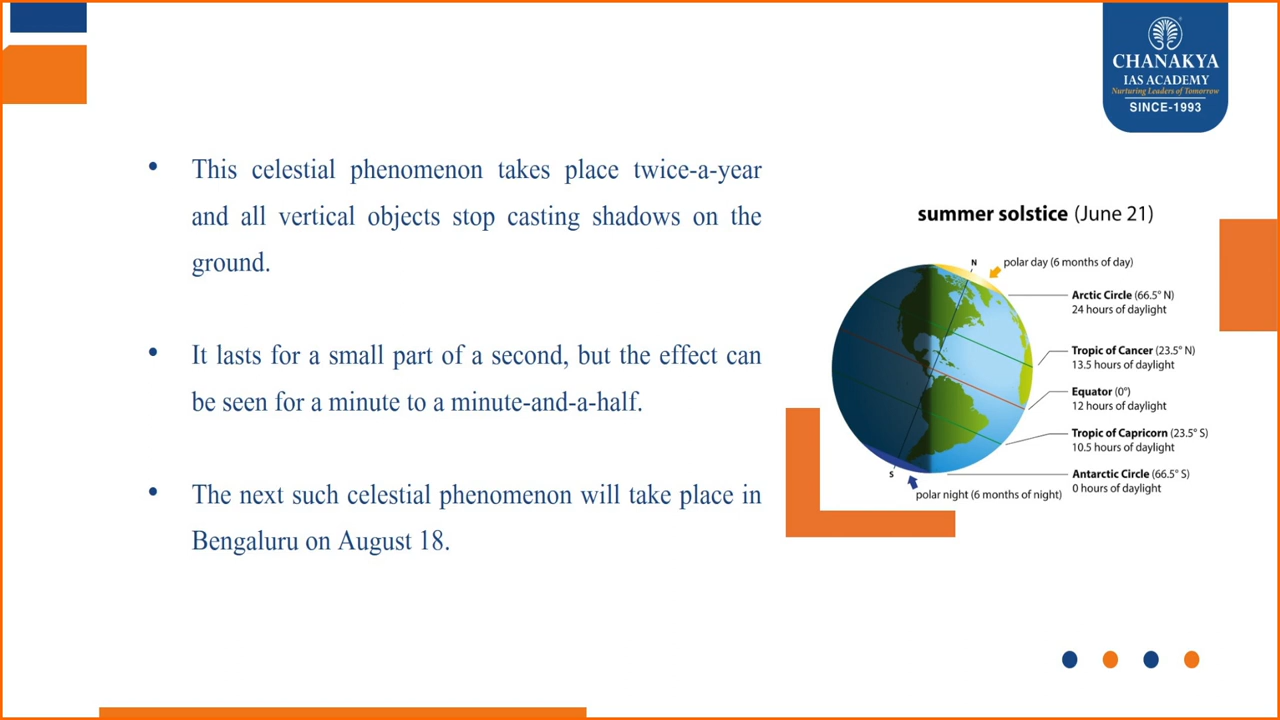 CHANAKYA
IAS ACADEMY
Nurturing Leaders of Tomorrow
SINCE-1993
• This celestial phenomenon takes place twice-a-year
and all vertical objects stop casting shadows on the
ground.
• It lasts for a small part of a second, but the effect can
be seen for a minute to a minute-and-a-half.
• The next such celestial phenomenon will take place in
Bengaluru on August 18.
summer solstice (June 21)
N
polar day (6 months of day)
Arctic Circle (66.5° N)
24 hours of daylight
Tropic of Cancer (23.5° N)
13.5 hours of daylight
Equator (0°)
12 hours of daylight
Tropic of Capricorn (23.5° S)
10.5 hours of daylight
Antarctic Circle (66.5° S)
0 hours of daylight
S
polar night (6 months of night)